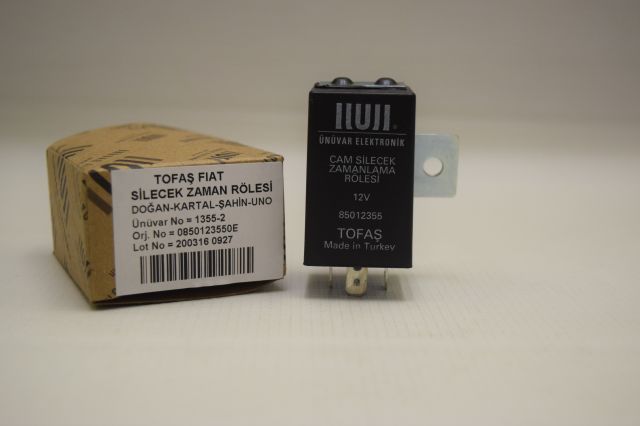 TOFAŞ FIAT
SİLECEK ZAMAN RÖLESİ
DOĞAN-KARTAL-ŞAHİN-UNO
Ünüvar No = 1355-2
Orj. No = 0850123550E
Lot No = 200316 0927
ÜNÜVAR ELEKTRONİK
CAM SİLECEK
ZAMANLAMA
RÖLESİ
12V
85012355
TOFAŞ
Made in Turkey